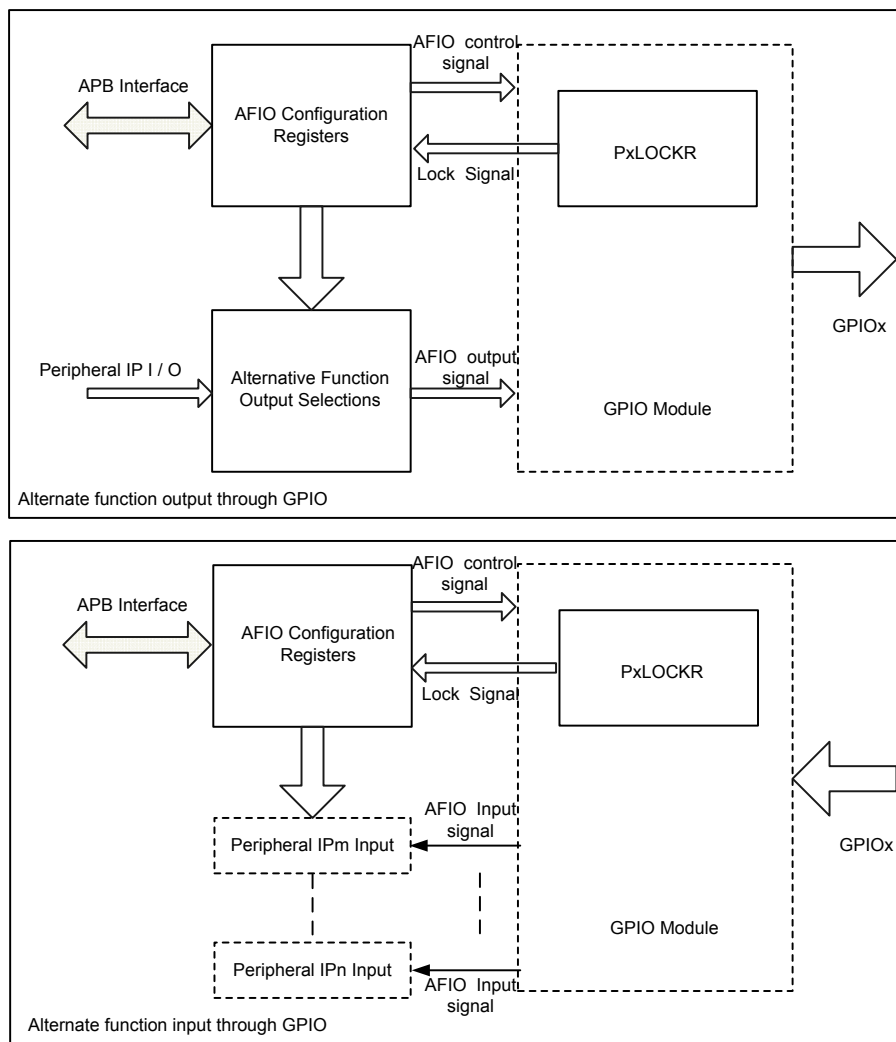 AFIO control
signal
APB Interface
AFIO Configuration
Registers
PxLOCKR
Lock Signal
GPIOx
Peripheral IP I / O
AFIO output
signal
Alternative Function
Output Selections
GPIO Module
Alternate function output through GPIO
AFIO control
signal
APB Interface
AFIO Configuration
Registers
PxLOCKR
Lock Signal
AFIO Input
signal
Peripheral IPm Input
GPIOx
GPIO Module
Peripheral IPn Input
AFIO Input
signal
Alternate function input through GPIO